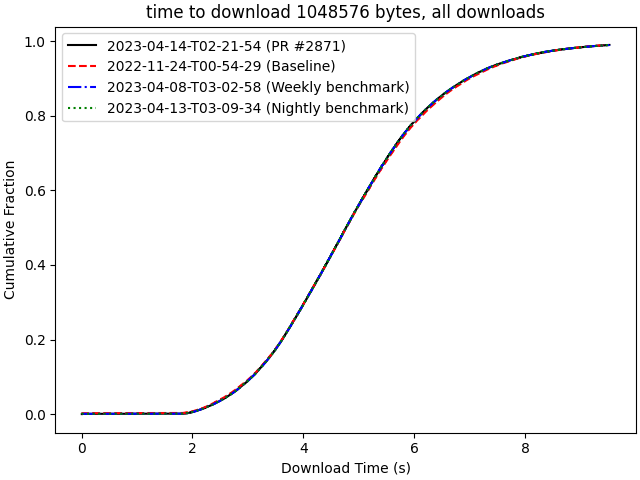 time to download 1048576 bytes, all downloads
2023-04-14-T02-21-54 (PR #2871)
2022-11-24-T00-54-29 (Baseline)
2023-04-08-T03-02-58 (Weekly benchmark)
2023-04-13-T03-09-34 (Nightly benchmark)
Cumulative Fraction
1.0
0.8
0.6
0.4
0.2
0.0
0 2 4 6 8
Download Time (s)